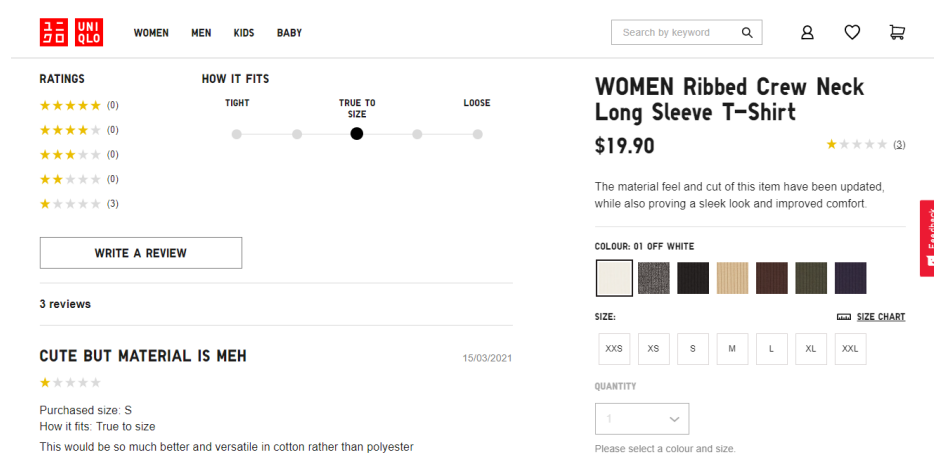 ユニ UNI
クロ QLO
WOMEN MEN KIDS BABY
Search by keyword
RATINGS
(0)
(0)
(0)
(0)
(3)
HOW IT FITS
TIGHT
TRUE TO
SIZE
LOOSE
WRITE A REVIEW
3 reviews
CUTE BUT MATERIAL IS MEH
15/03/2021
Purchased size: S
How it fits: True to size
This would be so much better and versatile in cotton rather than polyester
WOMEN Ribbed Crew Neck
Long Sleeve T-Shirt
$19.90
(3)
The material feel and cut of this item have been updated,
while also proving a sleek look and improved comfort.
COLOUR: 01 OFF WHITE
SIZE:
SIZE CHART
XXS XS S M L XL XXL
QUANTITY
1
Please select a colour and size.
Feedback